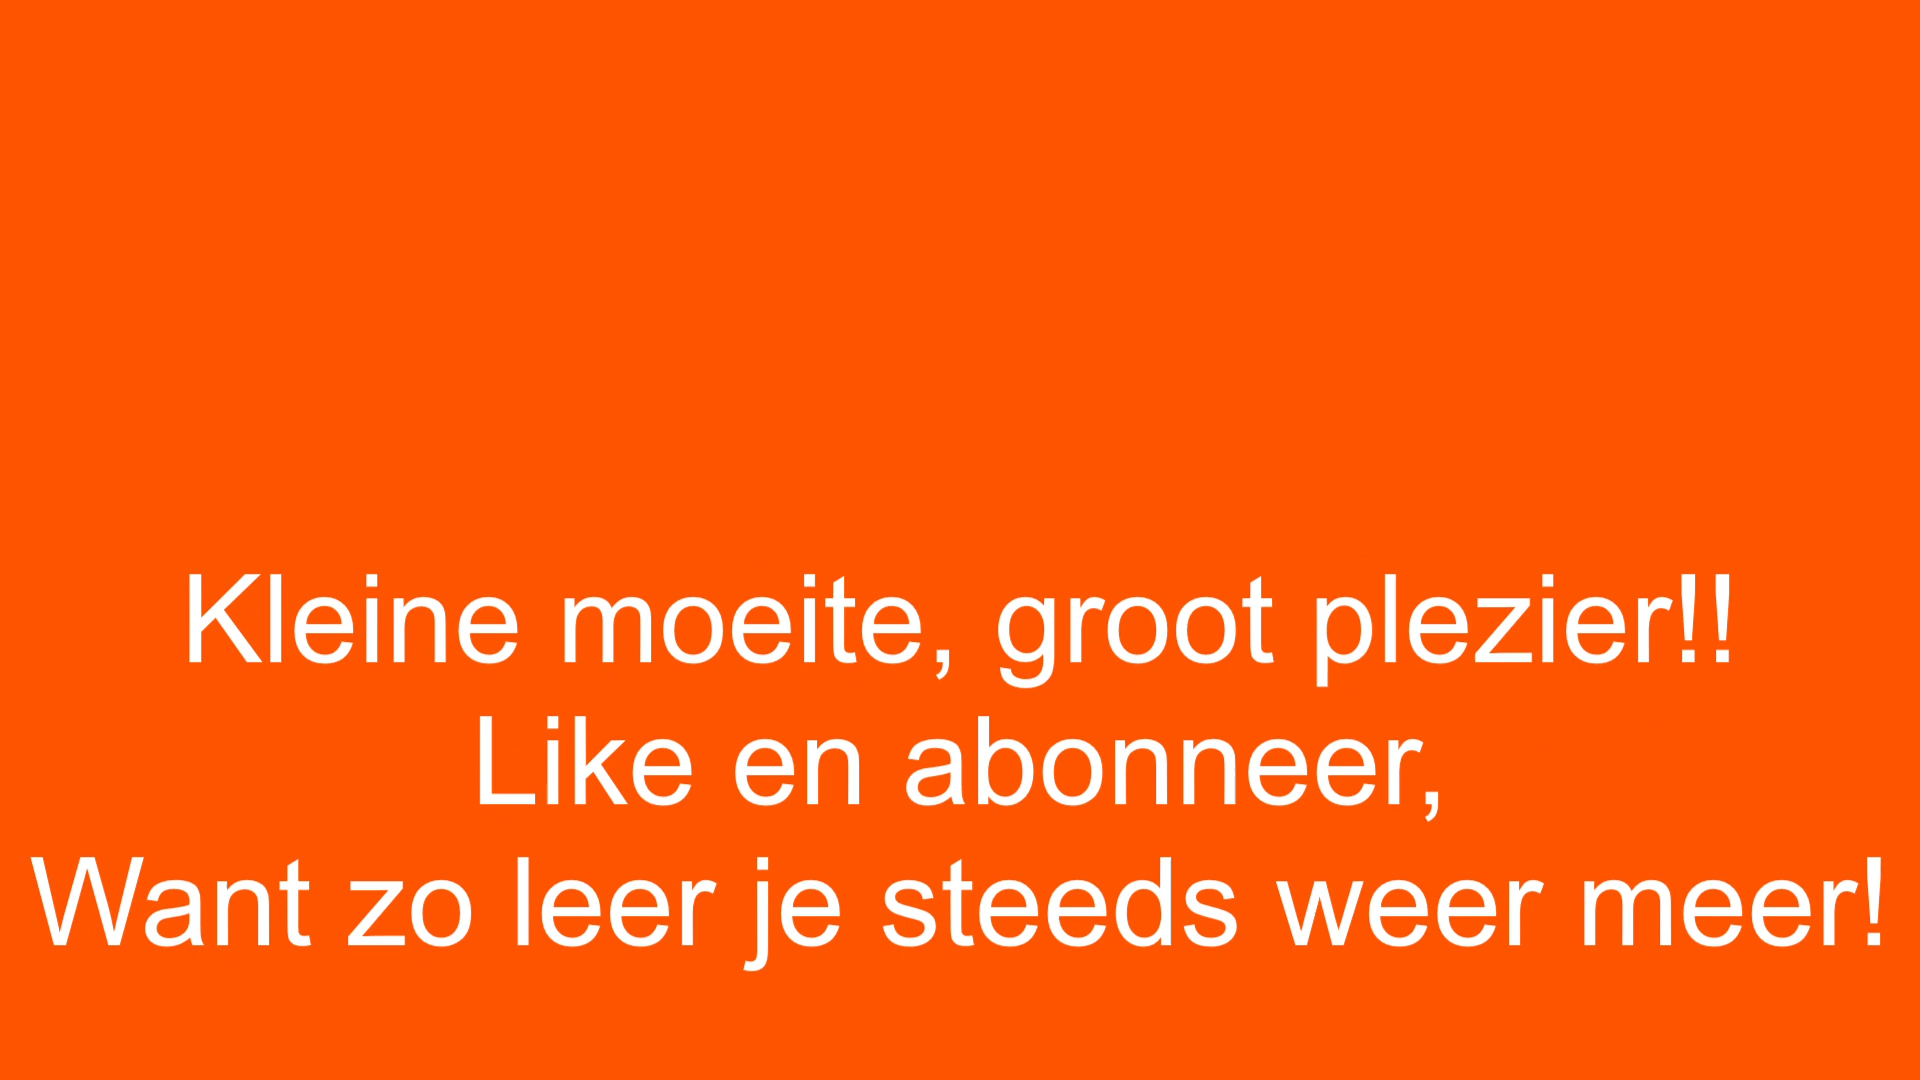 Kleine moeite, groot plezier!!
Like en abonneer,
Want zo leer je steeds weer meer!